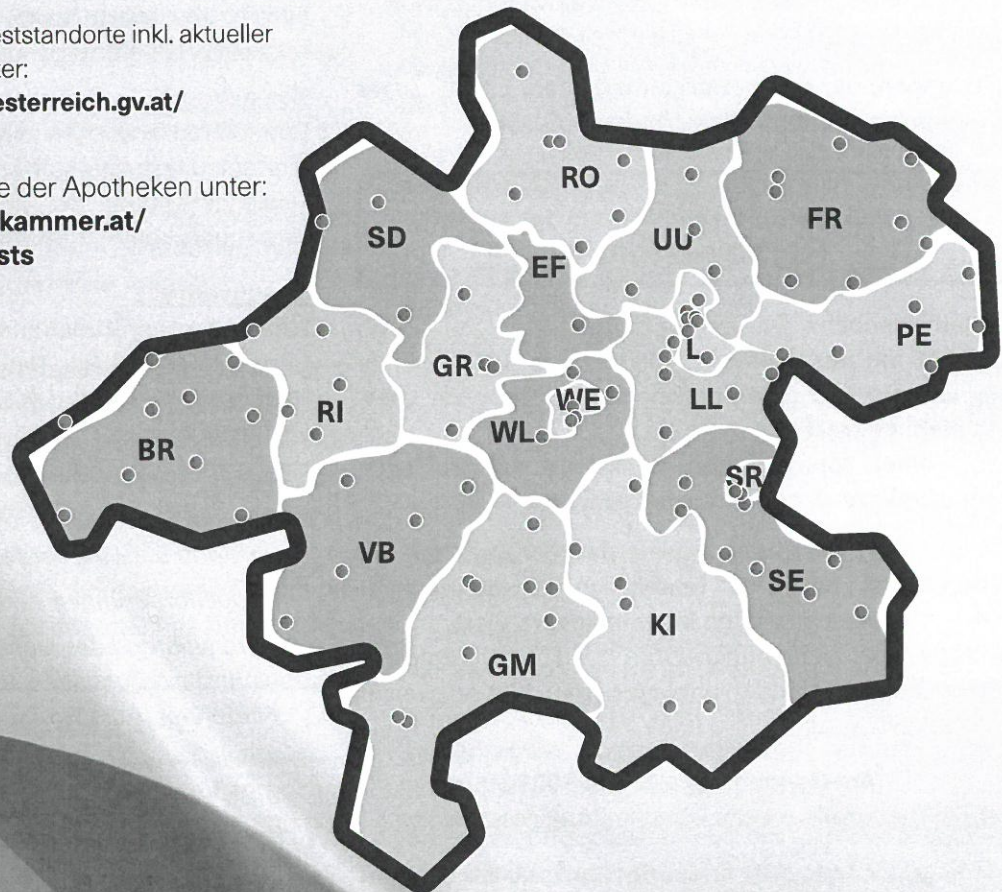 eststandorte inkl. aktueller
ter:
esterreich.gv.at/
e der Apotheken unter:
kammer.at/
sts
RO
FR
SD
UU
EF
PE
GR
L
RI
WE
LL
WL
BR
SR
VB
SE
KI
GM